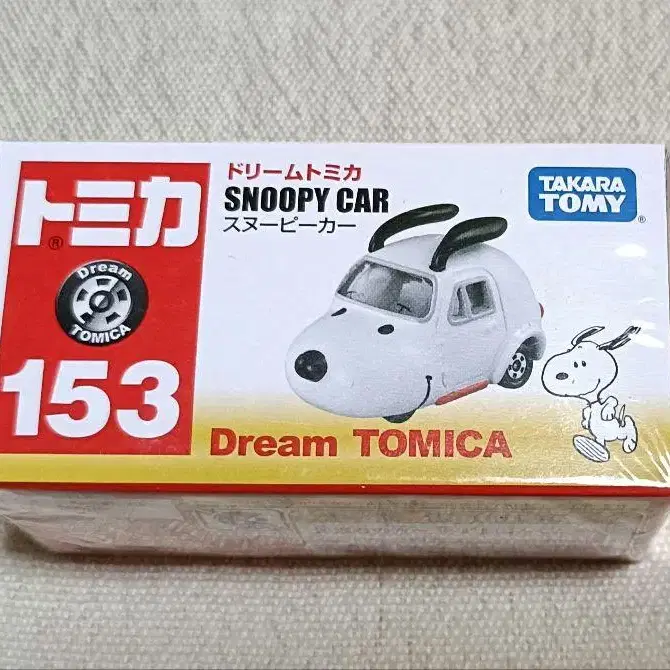 トミカ
®
Dream
TOMICA
153
ドリームトミカ
SNOOPY CAR
スヌーピーカー
TAKARA
TOMY
®
Dream TOMICA